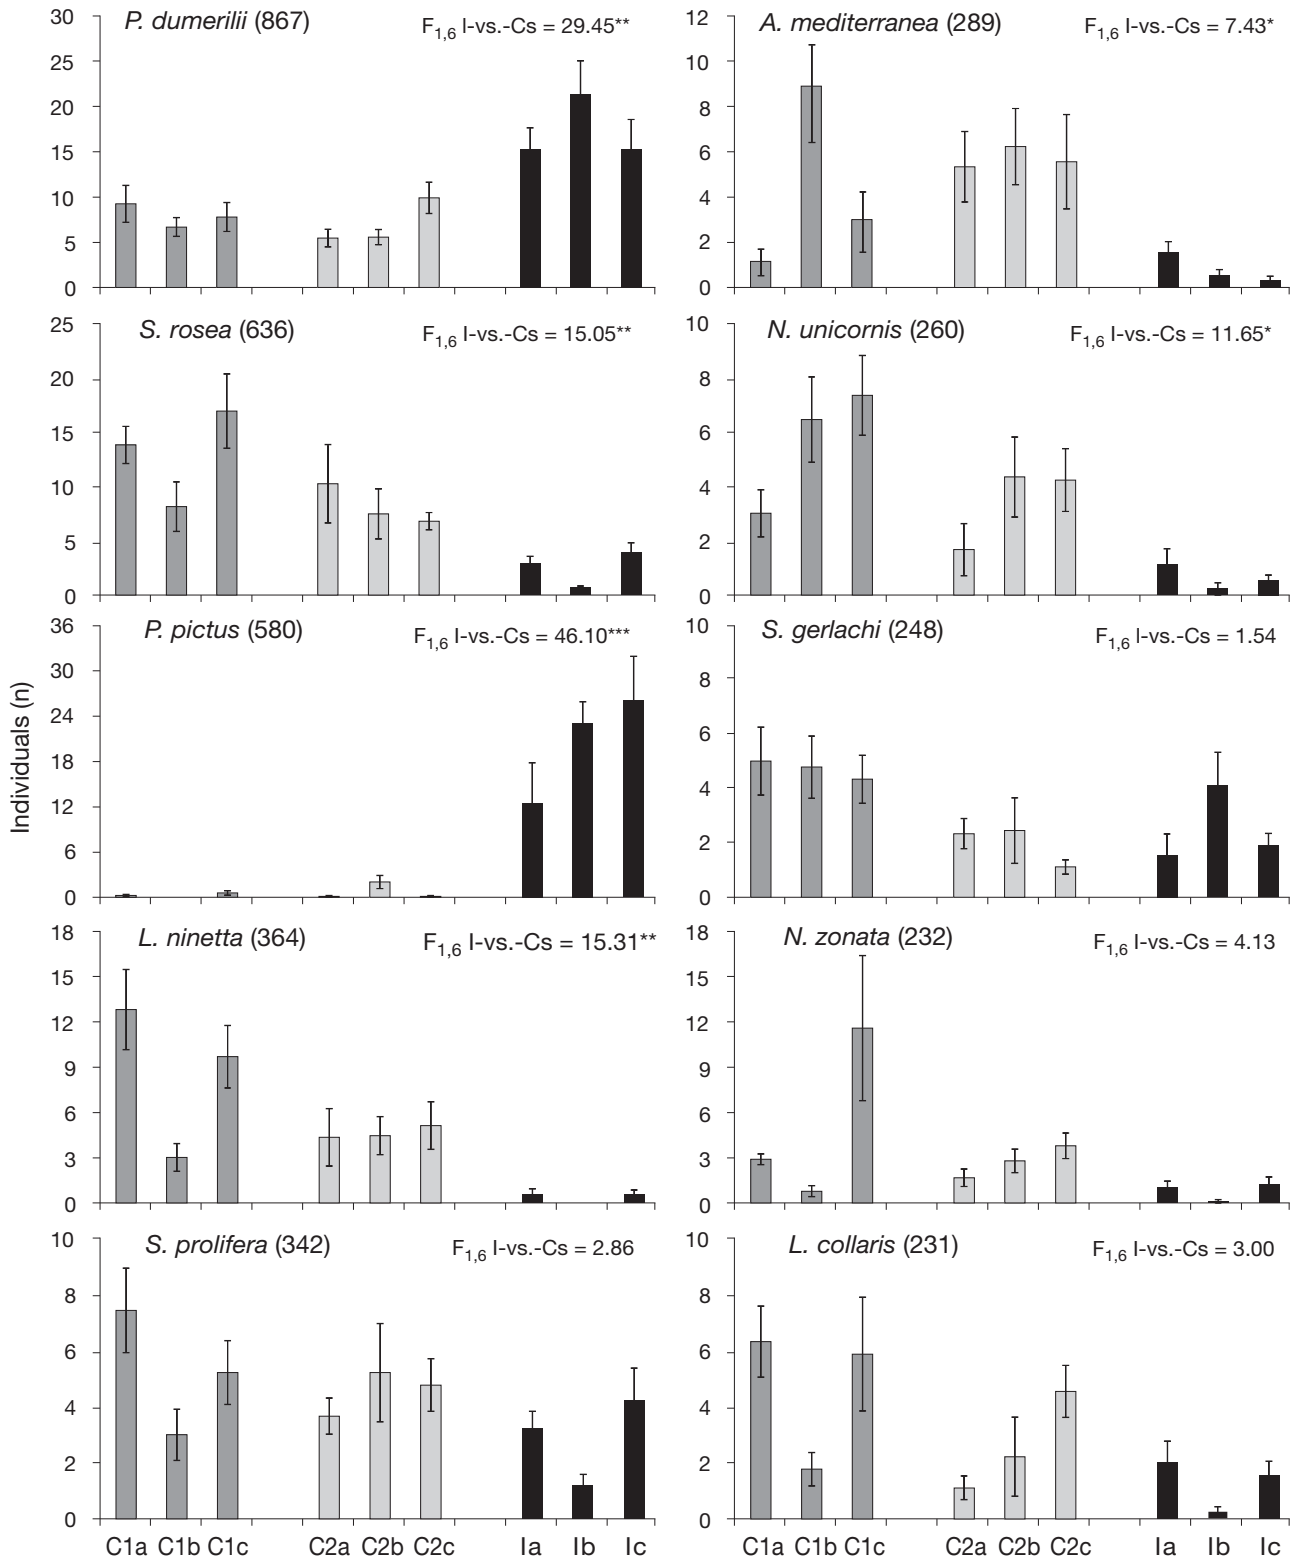 P. dumerilii (867)
F1,6 I-vs.-Cs = 29.45**
30
25
20
15
10
5
0
A. mediterranea (289)
F1,6 I-vs.-Cs = 7.43*
12
10
8
6
4
2
0
S. rosea (636)
F1,6 I-vs.-Cs = 15.05**
25
20
15
10
5
0
N. unicornis (260)
F1,6 I-vs.-Cs = 11.65*
10
8
6
4
2
0
Individuals (n)
P. pictus (580)
F1,6 I-vs.-Cs = 46.10***
36
30
24
18
12
6
0
S. gerlachi (248)
F1,6 I-vs.-Cs = 1.54
10
8
6
4
2
0
L. ninetta (364)
F1,6 I-vs.-Cs = 15.31**
18
15
12
9
6
3
0
N. zonata (232)
F1,6 I-vs.-Cs = 4.13
18
15
12
9
6
3
0
S. prolifera (342)
F1,6 I-vs.-Cs = 2.86
10
8
6
4
2
0
C1a C1b C1c C2a C2b C2c Ia Ib Ic
L. collaris (231)
F1,6 I-vs.-Cs = 3.00
10
8
6
4
2
0
C1a C1b C1c C2a C2b C2c Ia Ib Ic